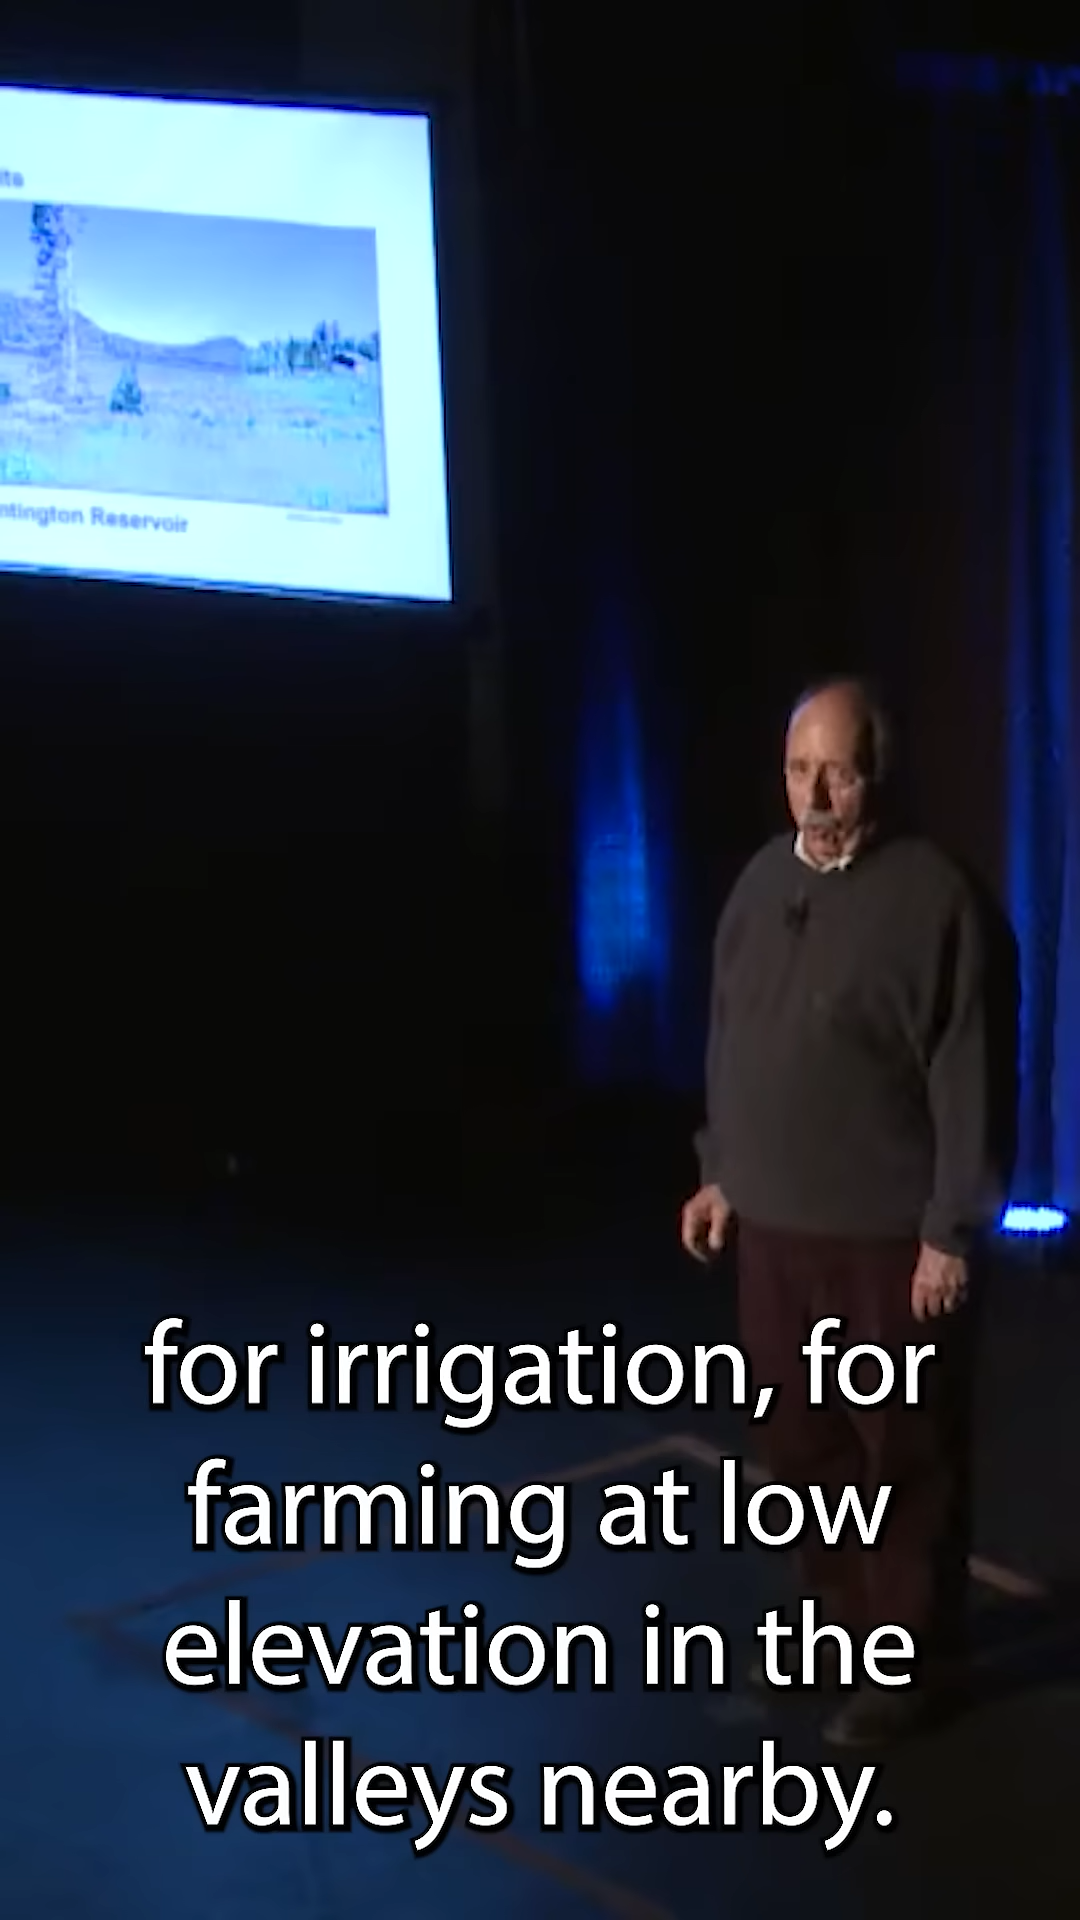 ntington Reservoir
for irrigation, for
farming at low
elevation in the
valleys nearby.